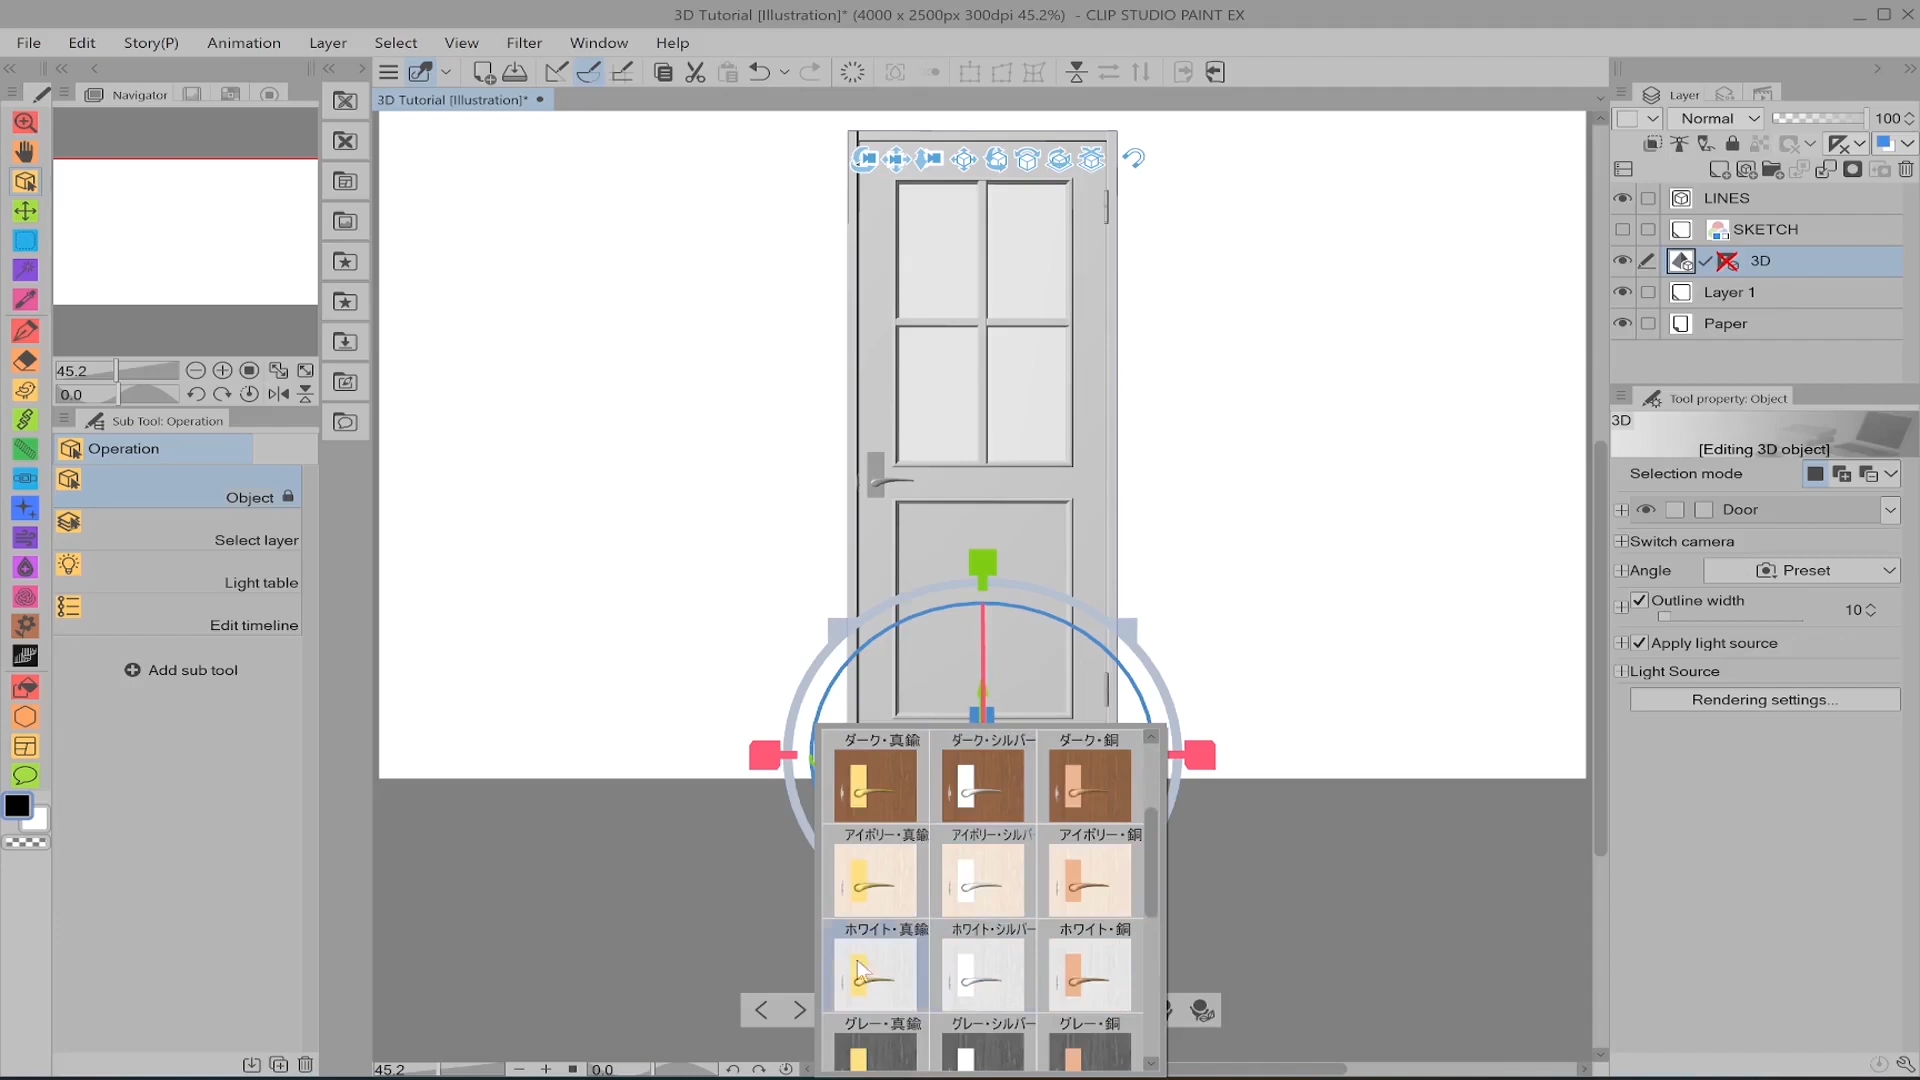 3D Tutorial [Illustration]* (4000 x 2500px 300dpi 45.2%) - CLIP STUDIO PAINT EX
File Edit Story(P) Animation Layer Select View Filter Window Help
Navigator
3D Tutorial [Illustration]*
Layer
Normal 100
LINES
SKETCH
3D
Layer 1
Paper
45.2
0.0
Sub Tool: Operation
Operation
Object
Select layer
Light table
Edit timeline
Add sub tool
Tool property: Object
3D
[Editing 3D object]
Selection mode
Door
Switch camera
Angle Preset
Outline width 10
Apply light source
Light Source
Rendering settings...
ダーク・真鍮 ダーク・シルバー ダーク・銅
アイボリー・真鍮 アイボリー・シルバ アイボリー・銅
ホワイト・真鍮 ホワイト・シルバー ホワイト・銅
グレー・真鍮 グレー・シルバー グレー・銅
45.2 0.0